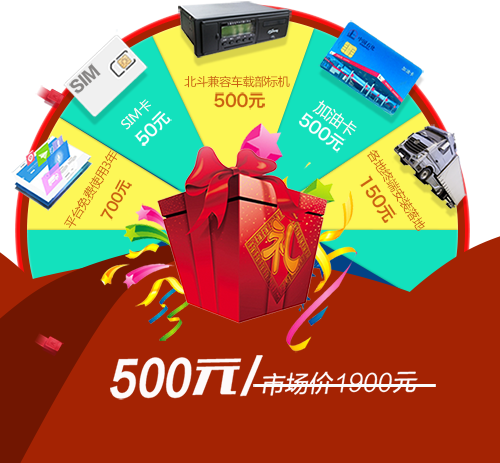 SIM
SIM卡
50元
北斗兼容车载部标机
500元
加油卡
500元
平台免费使用3年
700元
各地终端安装落地
150元
礼
500元/市场价1900元